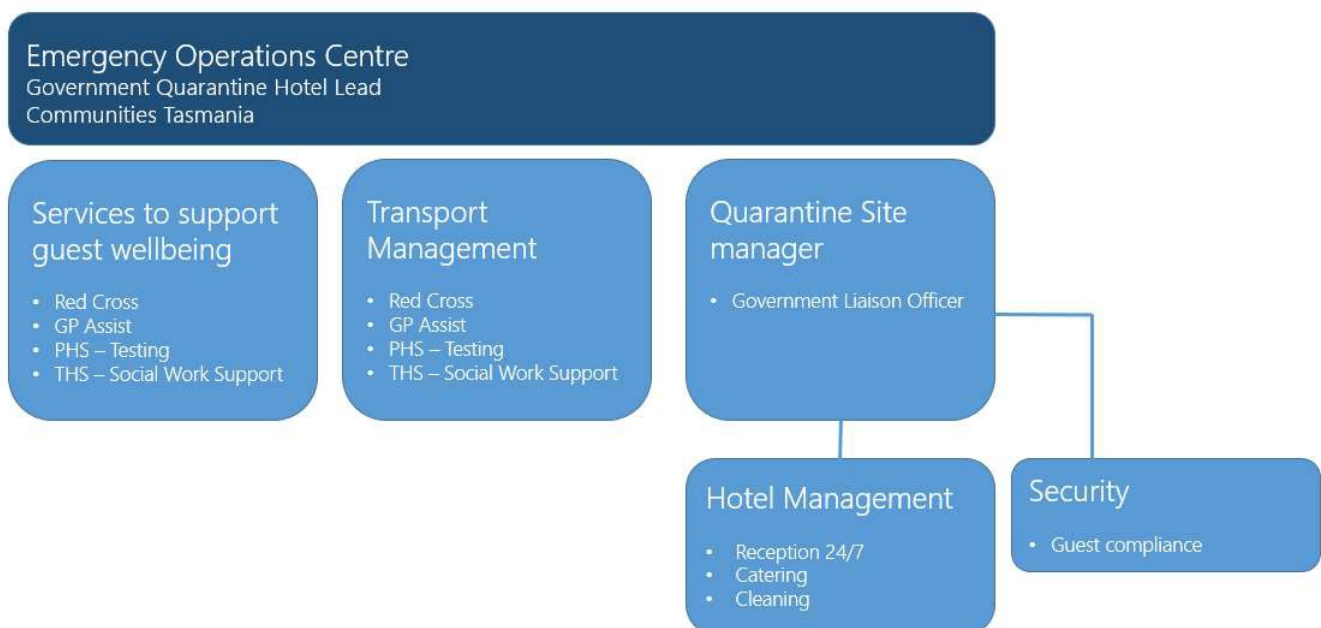 Emergency Operations Centre
Government Quarantine Hotel Lead
Communities Tasmania
Services to support
guest wellbeing
• Red Cross
• GP Assist
• PHS – Testing
• THS – Social Work Support
Transport
Management
• Red Cross
• GP Assist
• PHS – Testing
• THS – Social Work Support
Quarantine Site
manager
• Government Liaison Officer
Hotel Management
• Reception 24/7
• Catering
• Cleaning
Security
• Guest compliance